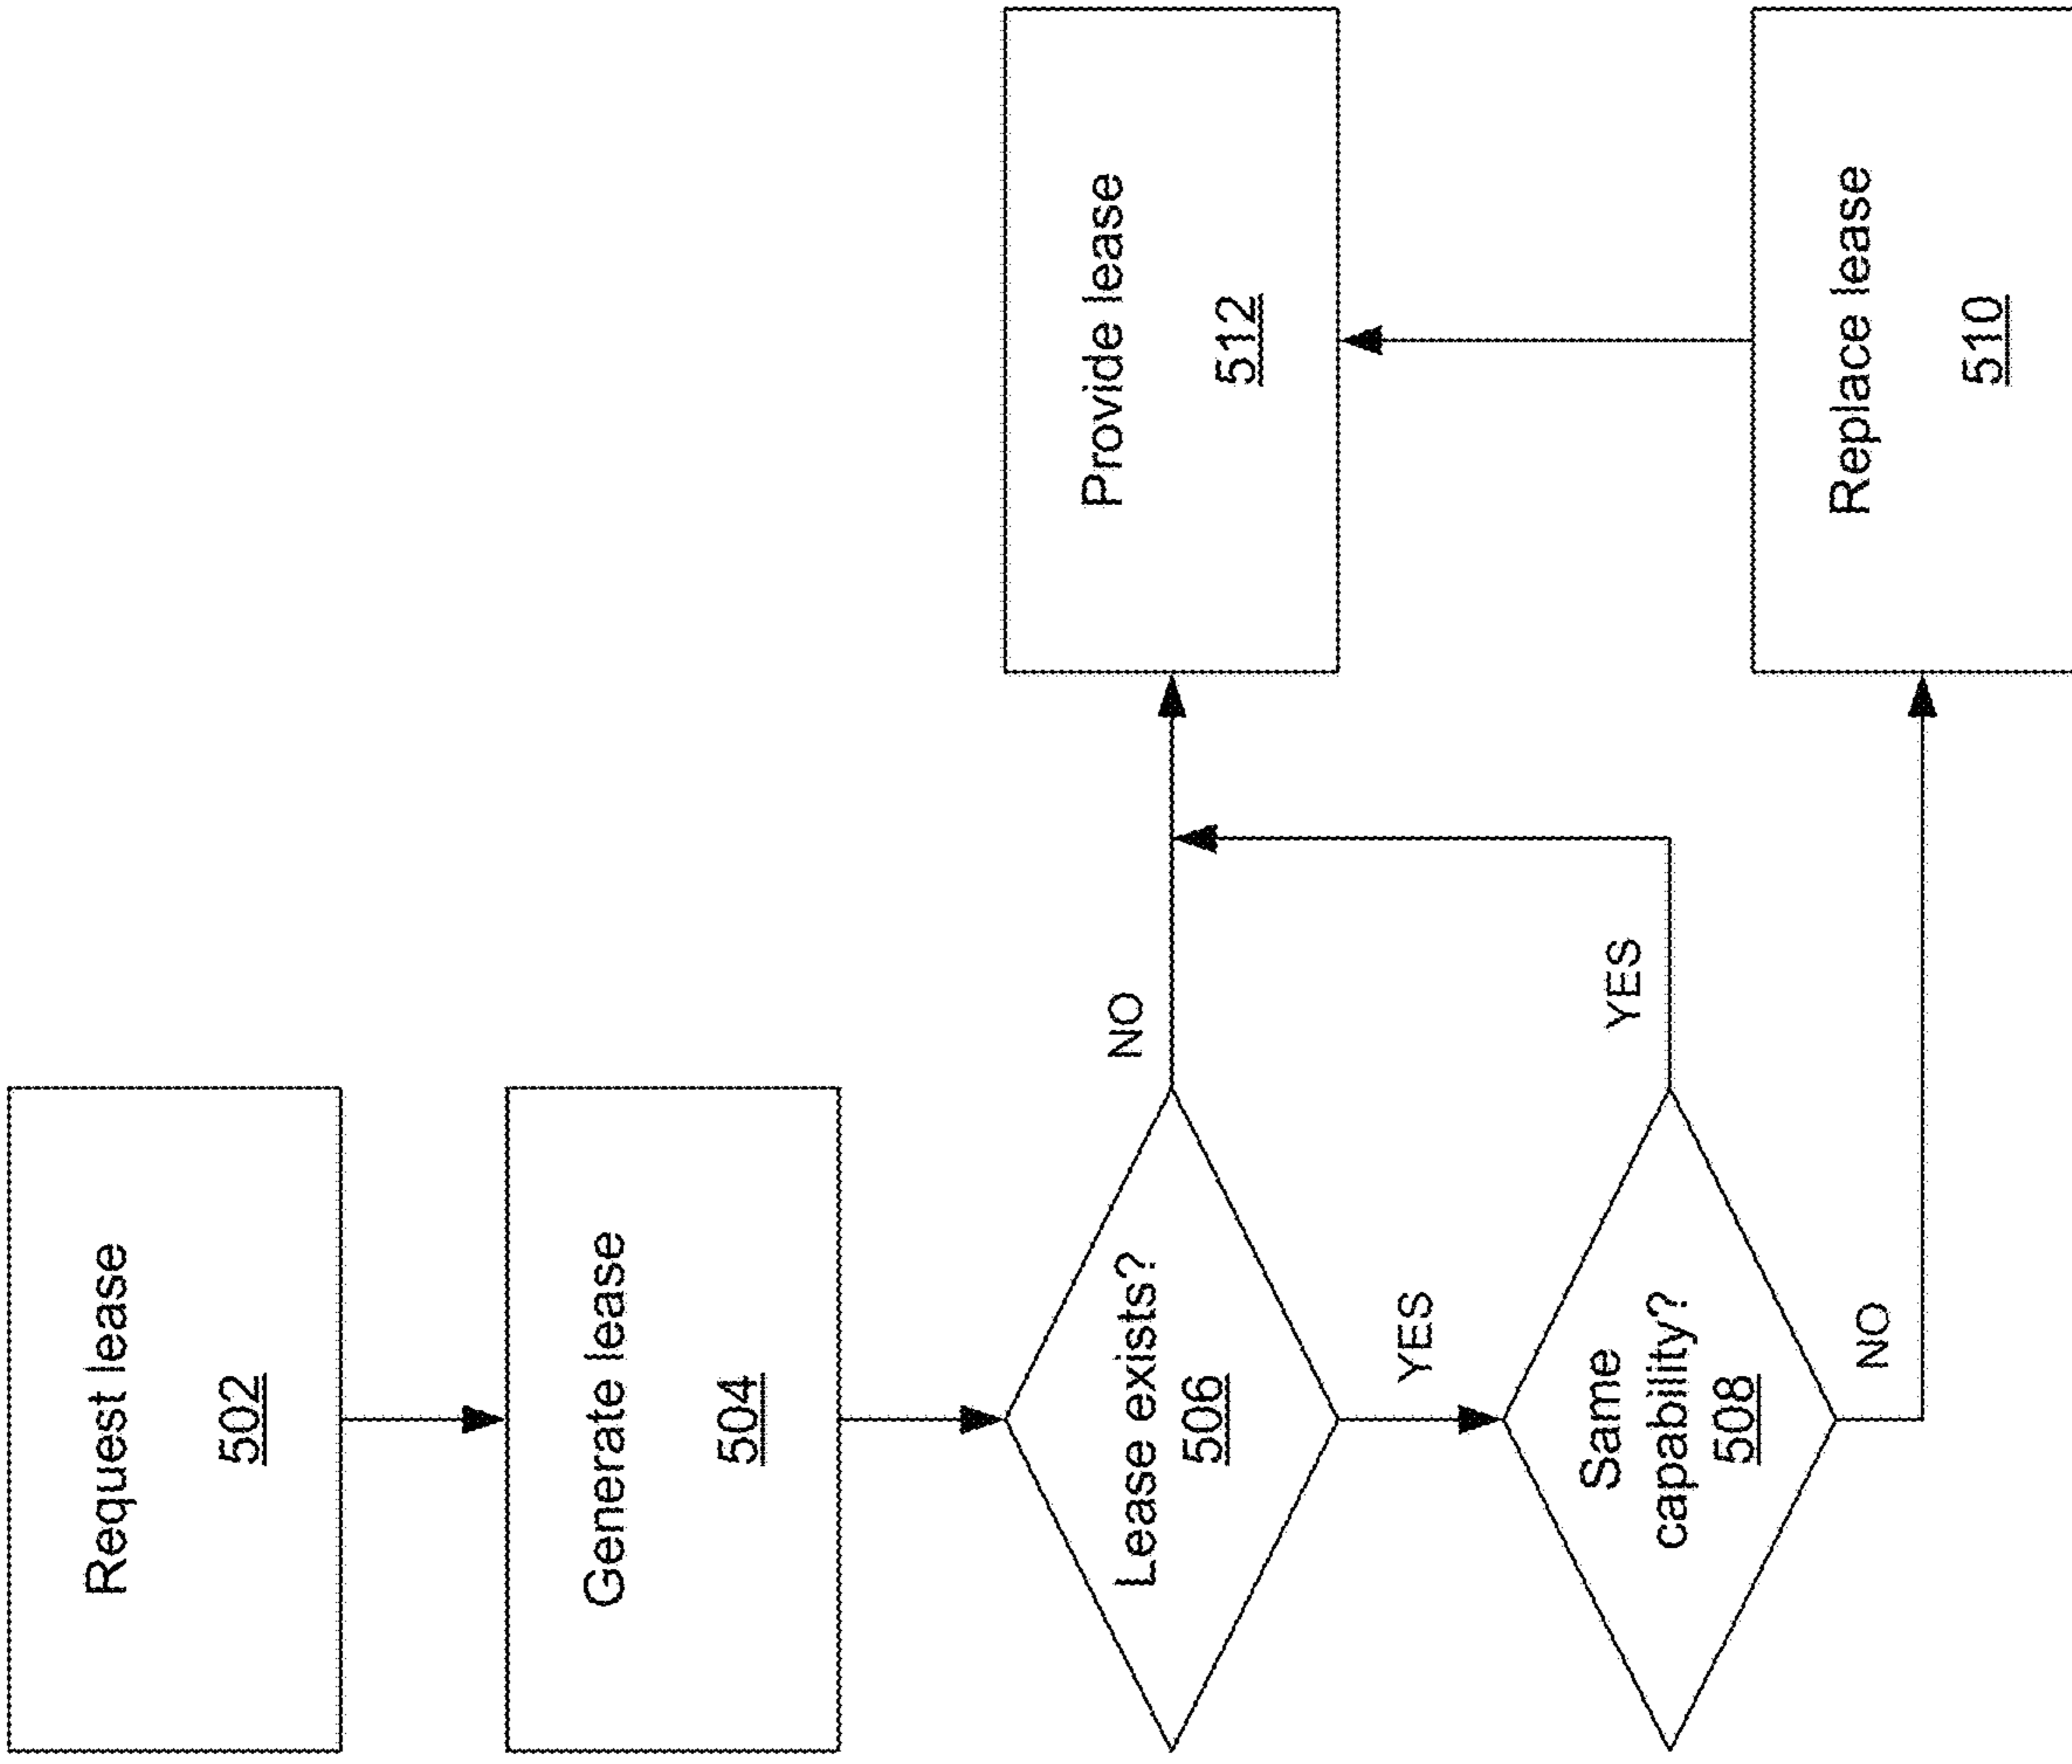 Request lease
502
Generate lease
504
Lease exists?
506
NO
YES
Same
capability?
508
YES
NO
Replace lease
510
Provide lease
512